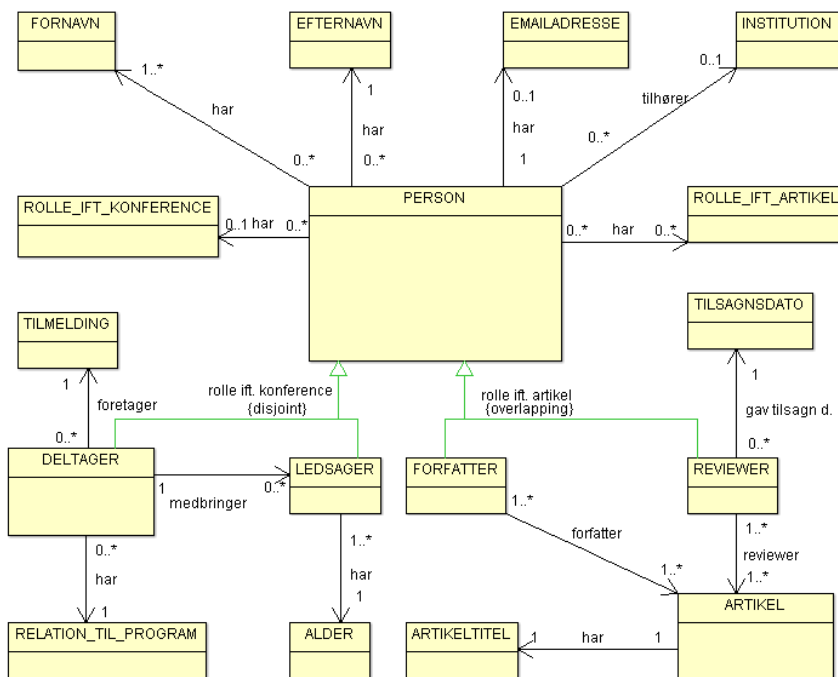 FORNAVN
EFTERNAVN
EMAILADRESSE
INSTITUTION
1..*
1
0..1
0..1
har
har
har
tilhører
0..*
0..*
1
0..*
ROLLE_IFT_KONFERENCE
PERSON
ROLLE_IFT_ARTIKEL
0..1 har 0..*
0..* har 0..*
TILMELDING
TILSAGNSDATO
1
rolle ift. konference
{disjoint}
rolle ift. artikel
{overlapping}
1
foretager
gav tilsagn d.
0..*
0..*
DELTAGER
LEDSAGER
FORFATTER
REVIEWER
1 medbringer 0..*
1..*
1..*
0..*
1..*
forfatter
reviewer
har
har
1..*
1..*
1
1
RELATION_TIL_PROGRAM
ALDER
ARTIKELTITEL
ARTIKEL
1 har 1